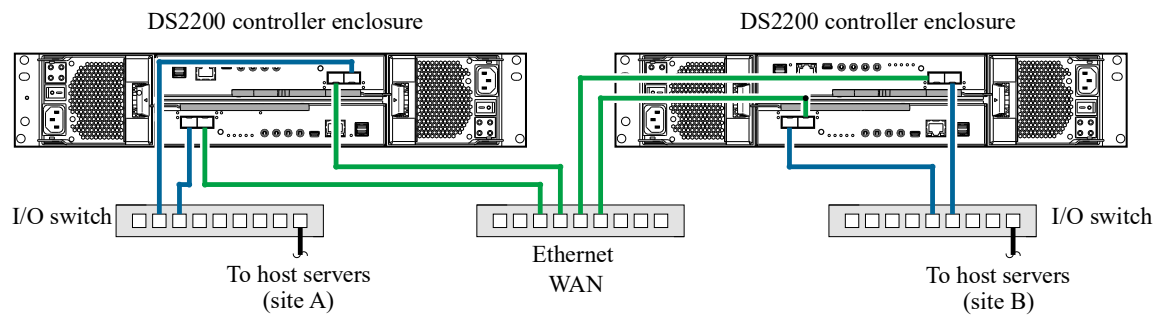 DS2200 controller enclosure
DS2200 controller enclosure
I/O switch
I/O switch
Ethernet
WAN
To host servers
(site A)
To host servers
(site B)